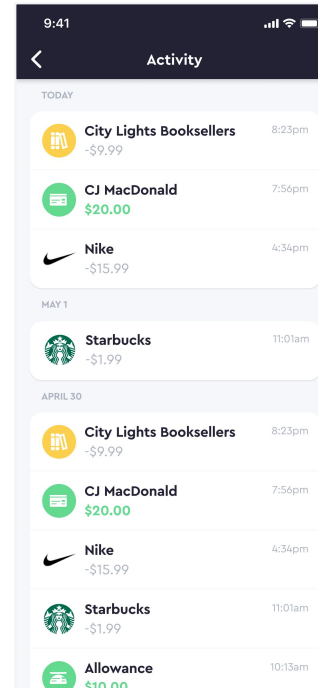 9:41
Activity
TODAY
City Lights Booksellers 8:23pm
-$9.99
CJ MacDonald 7:56pm
$20.00
Nike 4:34pm
-$15.99
MAY 1
Starbucks 11:01am
-$1.99
APRIL 30
City Lights Booksellers 8:23pm
-$9.99
CJ MacDonald 7:56pm
$20.00
Nike 4:34pm
-$15.99
Starbucks 11:01am
-$1.99
Allowance 10:13am
$10.00